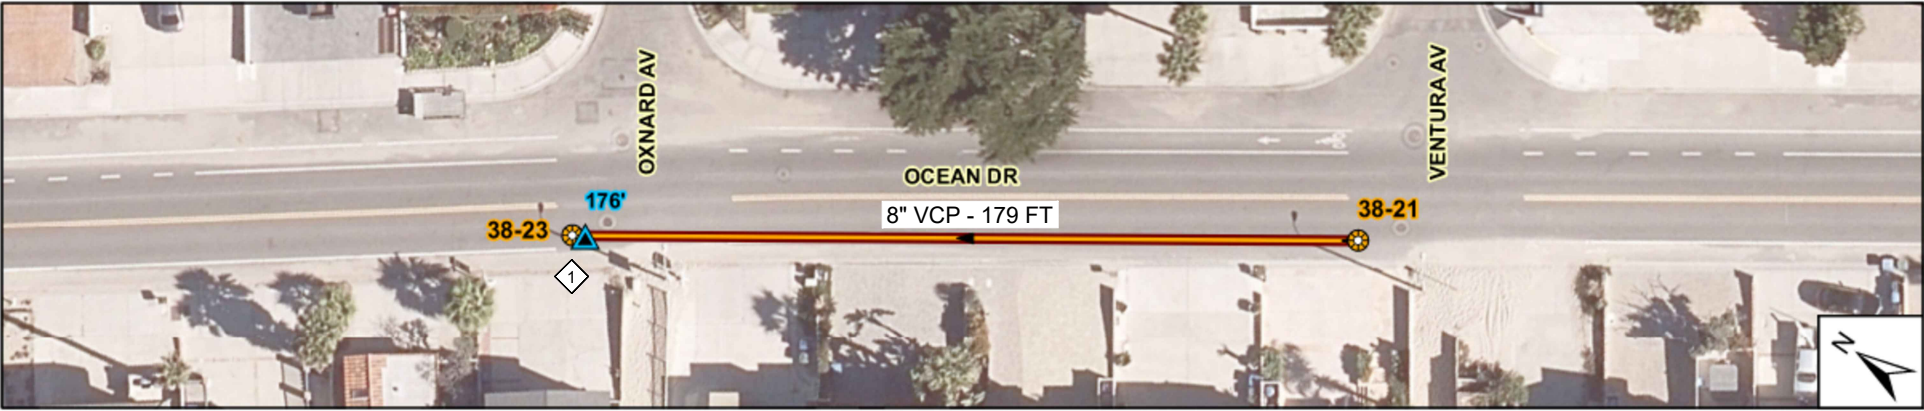 OXNARD AV
VENTURA AV
OCEAN DR
176'
38-23
8" VCP - 179 FT
38-21
1
N